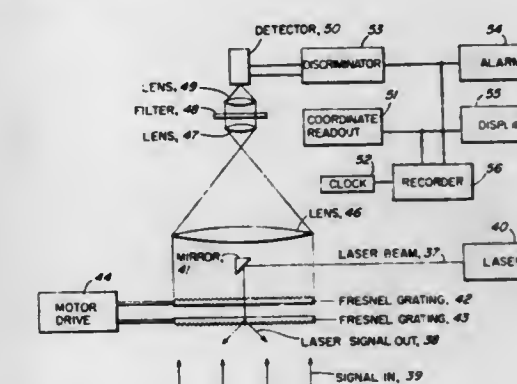 DETECTOR, 50
53
54
DISCRIMINATOR
ALARM
LENS, 49
FILTER, 48
LENS, 47
51
COORDINATE
READOUT
55
52
CLOCK
RECORDER
56
LENS, 46
MIRROR,
41
40
LASER BEAM, 37
LASER
44
MOTOR
DRIVE
FRESNEL GRATING, 42
FRESNEL GRATING, 43
LASER SIGNAL OUT, 38
SIGNAL IN, 39